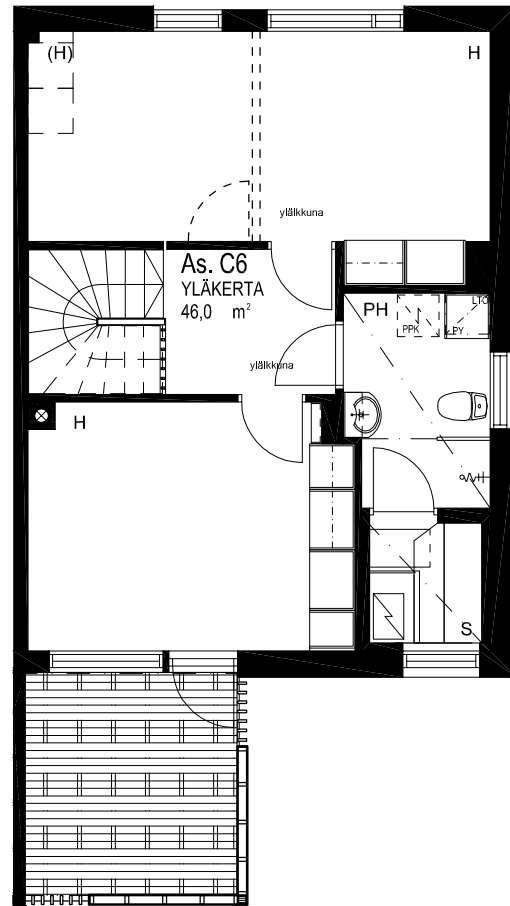 (H)
H
ylälkkuna
As. C6
YLÄKERTA
46,0 m²
PH
LTO
PPK
PY
ylälkkuna
H
S